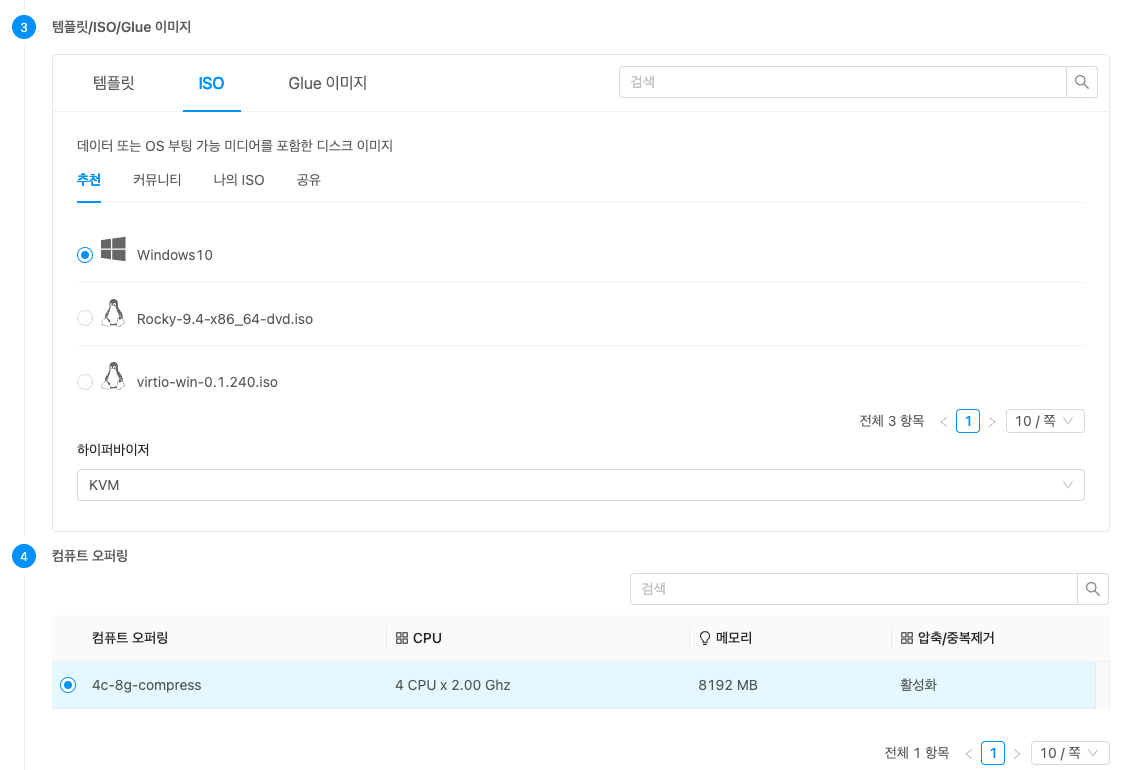 3 템플릿/ISO/Glue 이미지
템플릿 ISO Glue 이미지 검색
데이터 또는 OS 부팅 가능 미디어를 포함한 디스크 이미지
추천 커뮤니티 나의 ISO 공유
Windows10
Rocky-9.4-x86_64-dvd.iso
virtio-win-0.1.240.iso
전체 3 항목 < 1 > 10 / 쪽
하이퍼바이저
KVM
4 컴퓨트 오퍼링
검색
컴퓨트 오퍼링 CPU 메모리 압축/중복제거
4c-8g-compress 4 CPU x 2.00 Ghz 8192 MB 활성화
전체 1 항목 < 1 > 10 / 쪽